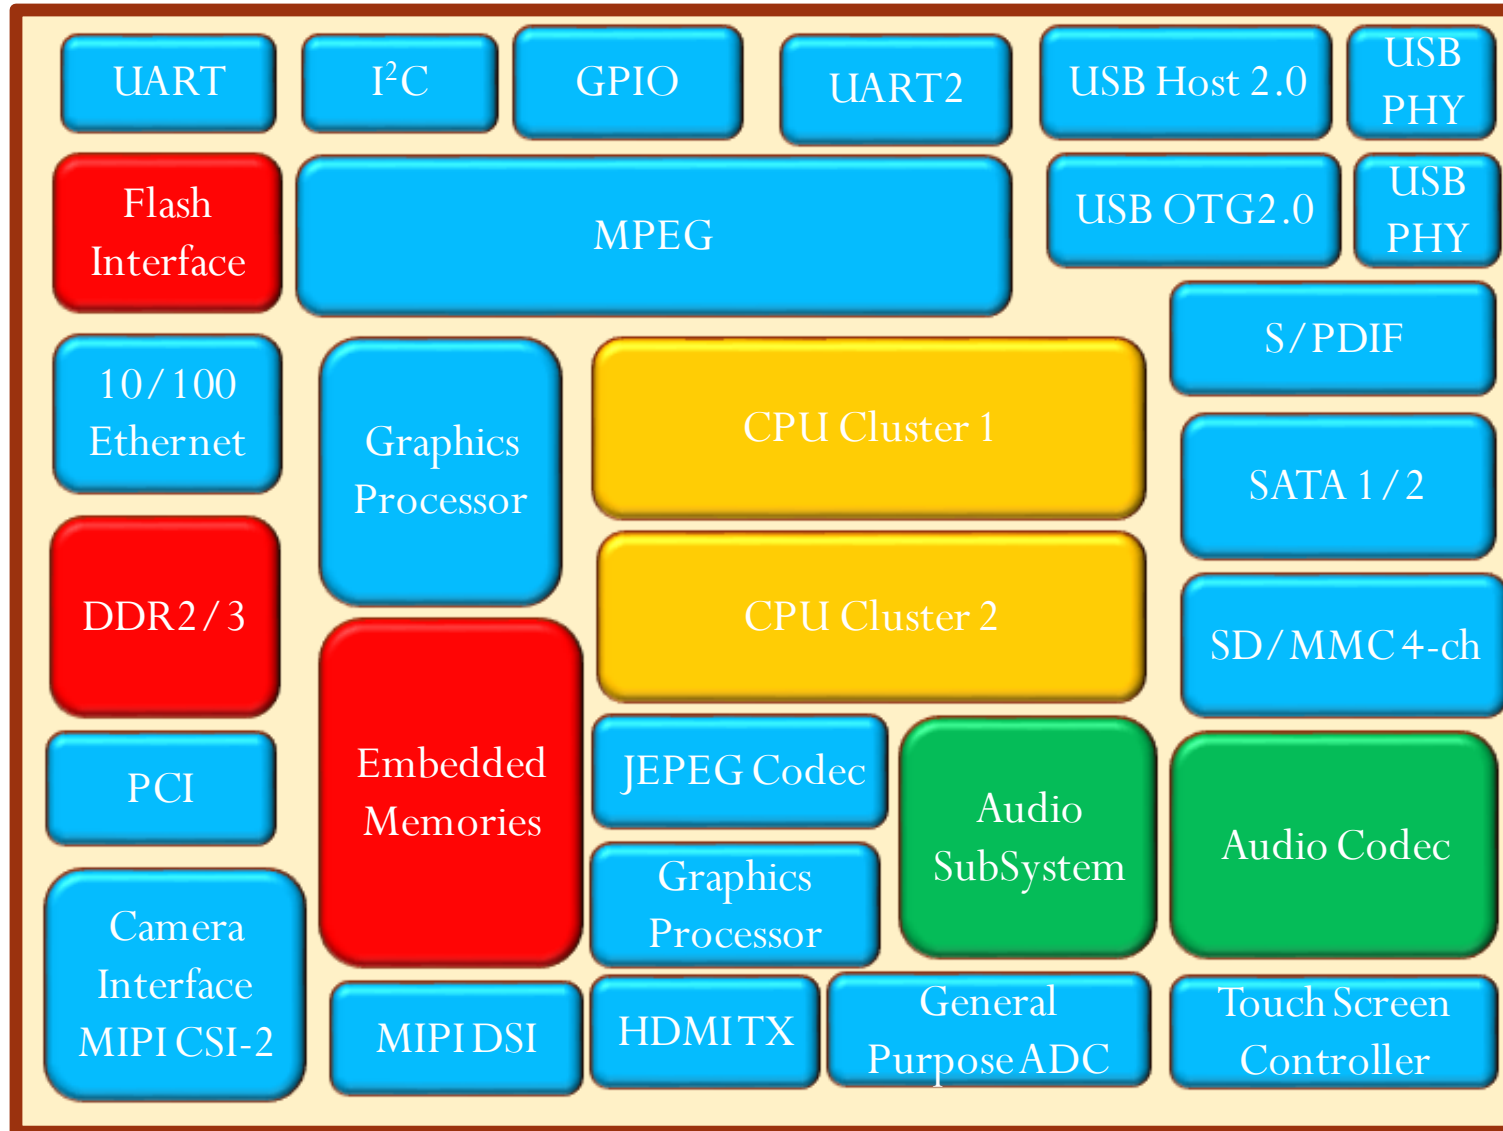 UART
I²C
GPIO
UART2
USB Host 2.0
USB
PHY
Flash
Interface
MPEG
USB OTG2.0
USB
PHY
S/PDIF
10/100
Ethernet
Graphics
Processor
CPU Cluster 1
SATA 1/2
DDR2/3
CPU Cluster 2
SD/MMC 4-ch
PCI
Embedded
Memories
JEPEG Codec
Audio
SubSystem
Audio Codec
Graphics
Processor
Camera
Interface
MIPI CSI-2
MIPI DSI
HDMI TX
General
Purpose ADC
Touch Screen
Controller